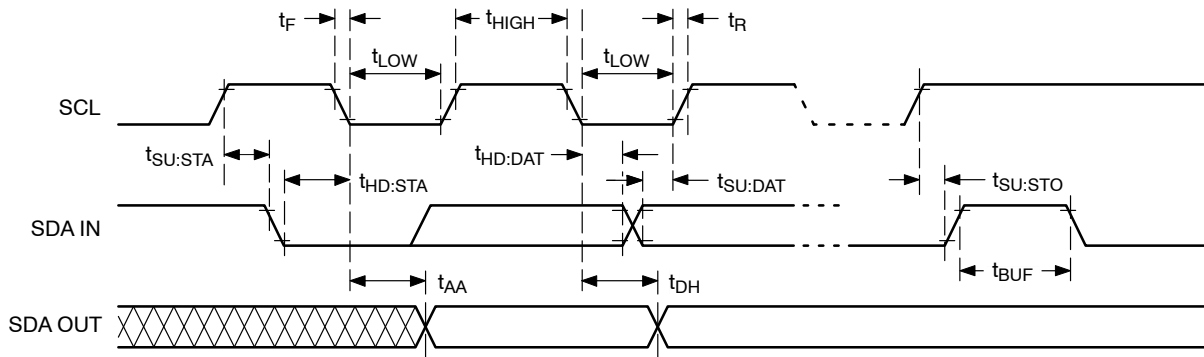 tF
tHIGH
tR
tLOW
tLOW
SCL
tSU:STA
tHD:DAT
tHD:STA
tSU:DAT
tSU:STO
SDA IN
tAA
tDH
tBUF
SDA OUT